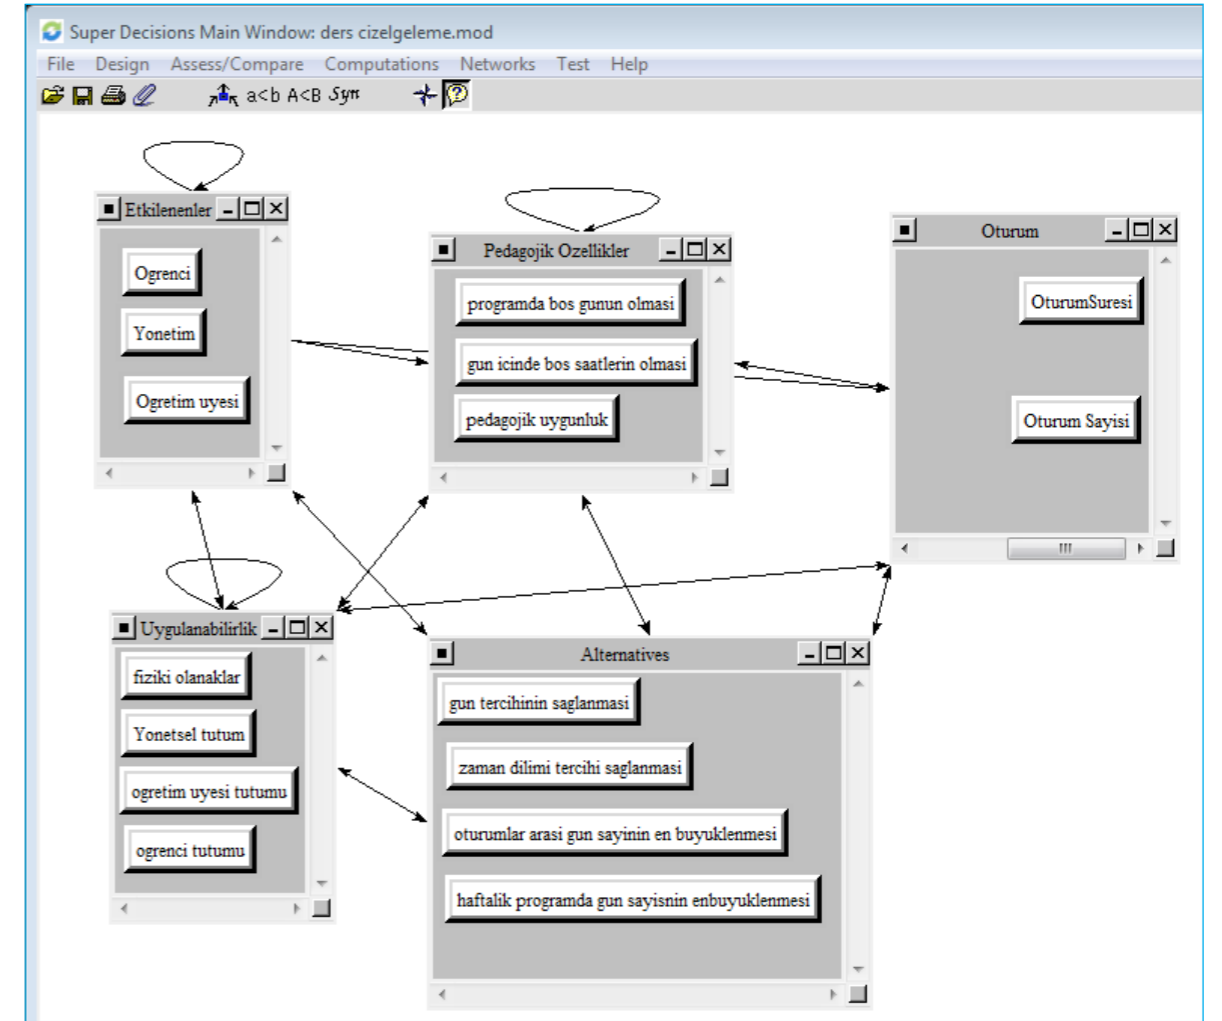 Super Decisions Main Window: ders cizelgeleme.mod
File Design Assess/Compare Computations Networks Test Help
a<b A<B Syn
Etkilenenler
Ogrenci
Yonetim
Ogretim uyesi
Pedagojik Ozellikler
programda bos gunun olmasi
gun icinde bos saatlerin olmasi
pedagojik uygunluk
Oturum
OturumSuresi
Oturum Sayisi
Uygulanabilirlik
fiziki olanaklar
Yonetsel tutum
ogretim uyesi tutumu
ogrenci tutumu
Alternatives
gun tercihinin saglanmasi
zaman dilimi tercihi saglanmasi
oturumlar arasi gun sayinin en buyuklenmesi
haftalik programda gun sayisnin enbuyuklenmesi